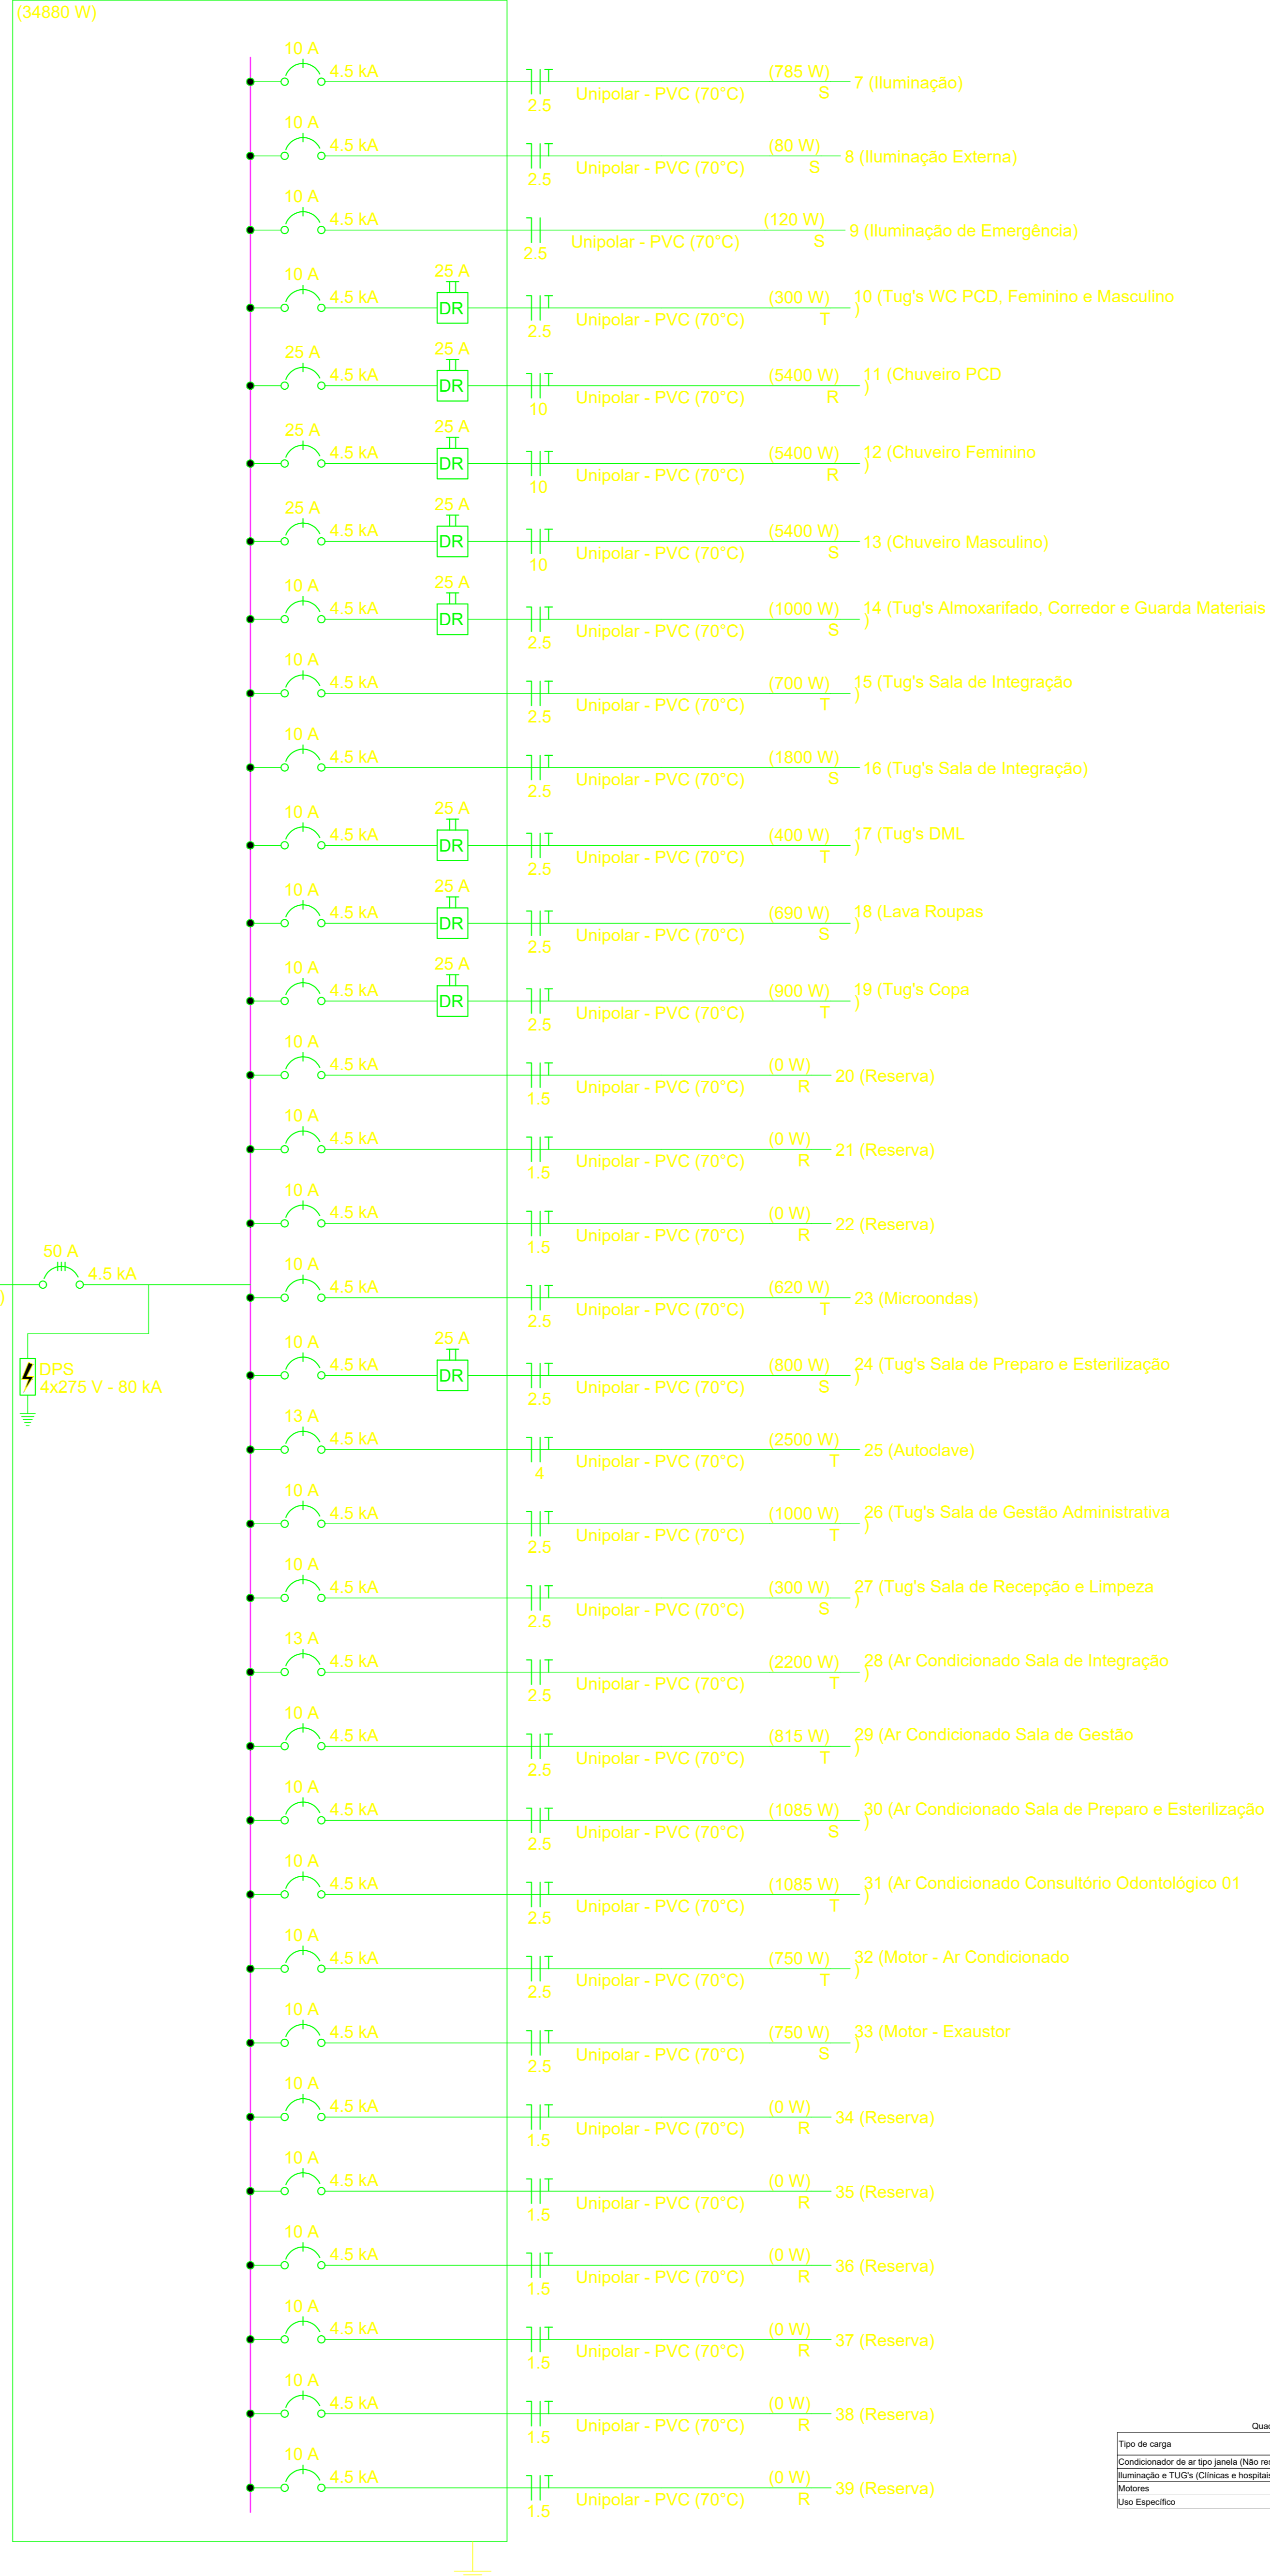 (34880 W)
10 A
4.5 kA
(785 W)
7 (Iluminação)
2.5
Unipolar - PVC (70°C)
S
10 A
4.5 kA
(80 W)
8 (Iluminação Externa)
2.5
Unipolar - PVC (70°C)
S
10 A
4.5 kA
(120 W)
9 (Iluminação de Emergência)
2.5
Unipolar - PVC (70°C)
S
10 A
4.5 kA
25 A
DR
(300 W)
10 (Tug's WC PCD, Feminino e Masculino
)
2.5
Unipolar - PVC (70°C)
T
25 A
4.5 kA
25 A
DR
(5400 W)
11 (Chuveiro PCD
)
10
Unipolar - PVC (70°C)
R
25 A
4.5 kA
25 A
DR
(5400 W)
12 (Chuveiro Feminino
)
10
Unipolar - PVC (70°C)
R
25 A
4.5 kA
25 A
DR
(5400 W)
13 (Chuveiro Masculino)
10
Unipolar - PVC (70°C)
S
10 A
4.5 kA
25 A
DR
(1000 W)
14 (Tug's Almoxarifado, Corredor e Guarda Materiais
)
2.5
Unipolar - PVC (70°C)
S
10 A
4.5 kA
(700 W)
15 (Tug's Sala de Integração
)
2.5
Unipolar - PVC (70°C)
T
10 A
4.5 kA
(1800 W)
16 (Tug's Sala de Integração)
2.5
Unipolar - PVC (70°C)
S
10 A
4.5 kA
25 A
DR
(400 W)
17 (Tug's DML
)
2.5
Unipolar - PVC (70°C)
T
10 A
4.5 kA
25 A
DR
(690 W)
18 (Lava Roupas
)
2.5
Unipolar - PVC (70°C)
S
10 A
4.5 kA
25 A
DR
(900 W)
19 (Tug's Copa
)
2.5
Unipolar - PVC (70°C)
T
10 A
4.5 kA
(0 W)
20 (Reserva)
1.5
Unipolar - PVC (70°C)
R
10 A
4.5 kA
(0 W)
21 (Reserva)
1.5
Unipolar - PVC (70°C)
R
10 A
4.5 kA
(0 W)
22 (Reserva)
1.5
Unipolar - PVC (70°C)
R
50 A
4.5 kA
)
DPS
4x275 V - 80 kA
10 A
4.5 kA
(620 W)
23 (Microondas)
2.5
Unipolar - PVC (70°C)
T
10 A
4.5 kA
25 A
DR
(800 W)
24 (Tug's Sala de Preparo e Esterilização
)
2.5
Unipolar - PVC (70°C)
S
13 A
4.5 kA
(2500 W)
25 (Autoclave)
4
Unipolar - PVC (70°C)
T
10 A
4.5 kA
(1000 W)
26 (Tug's Sala de Gestão Administrativa
)
2.5
Unipolar - PVC (70°C)
T
10 A
4.5 kA
(300 W)
27 (Tug's Sala de Recepção e Limpeza
)
2.5
Unipolar - PVC (70°C)
S
13 A
4.5 kA
(2200 W)
28 (Ar Condicionado Sala de Integração
)
2.5
Unipolar - PVC (70°C)
T
10 A
4.5 kA
(815 W)
29 (Ar Condicionado Sala de Gestão
)
2.5
Unipolar - PVC (70°C)
T
10 A
4.5 kA
(1085 W)
30 (Ar Condicionado Sala de Preparo e Esterilização
)
2.5
Unipolar - PVC (70°C)
S
10 A
4.5 kA
(1085 W)
31 (Ar Condicionado Consultório Odontológico 01
)
2.5
Unipolar - PVC (70°C)
T
10 A
4.5 kA
(750 W)
32 (Motor - Ar Condicionado
)
2.5
Unipolar - PVC (70°C)
T
10 A
4.5 kA
(750 W)
33 (Motor - Exaustor
)
2.5
Unipolar - PVC (70°C)
S
10 A
4.5 kA
(0 W)
34 (Reserva)
1.5
Unipolar - PVC (70°C)
R
10 A
4.5 kA
(0 W)
35 (Reserva)
1.5
Unipolar - PVC (70°C)
R
10 A
4.5 kA
(0 W)
36 (Reserva)
1.5
Unipolar - PVC (70°C)
R
10 A
4.5 kA
(0 W)
37 (Reserva)
1.5
Unipolar - PVC (70°C)
R
10 A
4.5 kA
(0 W)
38 (Reserva)
1.5
Unipolar - PVC (70°C)
R
10 A
4.5 kA
(0 W)
39 (Reserva)
1.5
Unipolar - PVC (70°C)
R
Tipo de carga
Condicionador de ar tipo janela (Não
Iluminação e TUG's (Clínicas e hospitais
Motores
Uso Específico